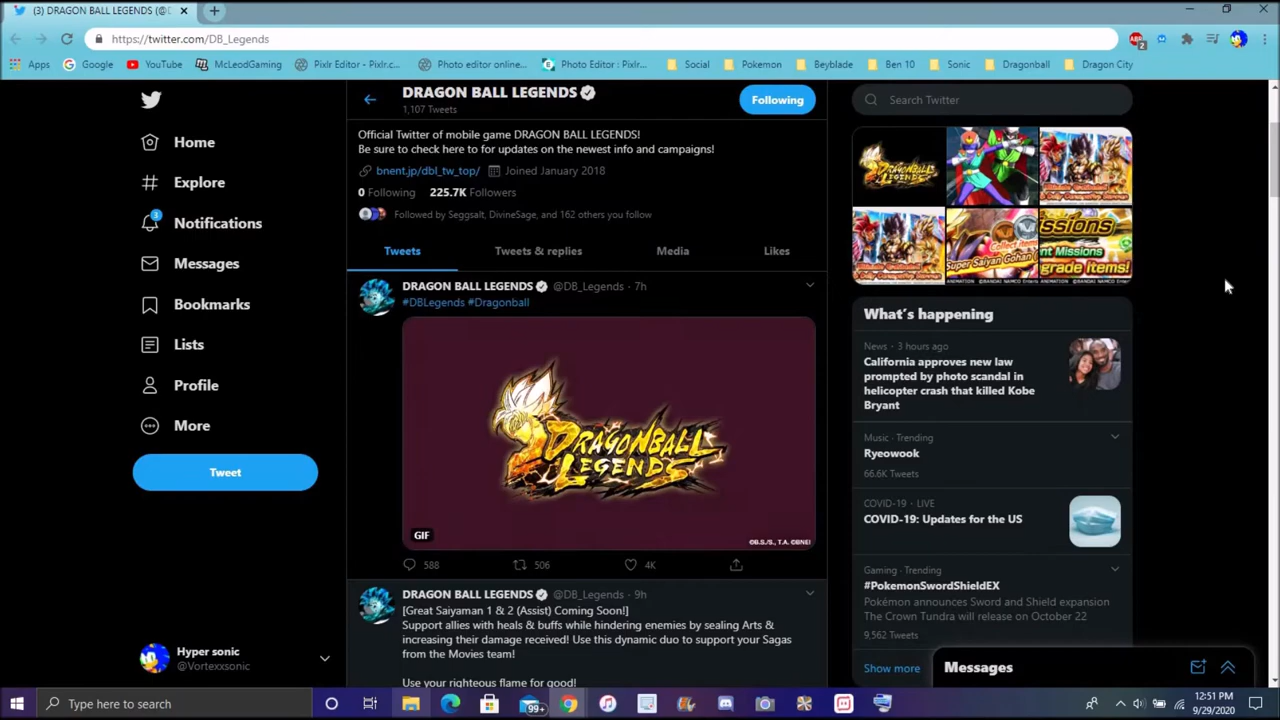 (3) DRAGON BALL LEGENDS (@D
https://twitter.com/DB_Legends
Apps
Google
YouTube
McLeodGaming
Pixlr Editor - Pixlr.c...
Photo editor online...
Photo Editor : Pixlr...
Social
Pokemon
Beyblade
Ben 10
Sonic
Dragonball
Dragon City
Home
Explore
3
Notifications
Messages
Bookmarks
Lists
Profile
More
Tweet
Hyper sonic
@Vortexxsonic
DRAGON BALL LEGENDS
1,107 Tweets
Following
Official Twitter of mobile game DRAGON BALL LEGENDS!
Be sure to check here to for updates on the newest info and campaigns!
bnent.jp/dbl_tw_top/ Joined January 2018
0 Following 225.7K Followers
Followed by Seggsalt, DivineSage, and 162 others you follow
Tweets Tweets & replies Media Likes
DRAGON BALL LEGENDS @DB_Legends · 7h
#DBLegends #Dragonball
DRAGONBALL
LEGENDS
GIF
©B.S./S., T.A. ©BNEI
588 506 4K
DRAGON BALL LEGENDS @DB_Legends · 9h
[Great Saiyaman 1 & 2 (Assist) Coming Soon!]
Support allies with heals & buffs while hindering enemies by sealing Arts &
increasing their damage received! Use this dynamic duo to support your Sagas
from the Movies team!
Use your righteous flame for good!
Search Twitter
What's happening
News · 3 hours ago
California approves new law
prompted by photo scandal in
helicopter crash that killed Kobe
Bryant
Music · Trending
Ryeowook
66.6K Tweets
COVID-19 · LIVE
COVID-19: Updates for the US
Gaming · Trending
#PokemonSwordShieldEX
Pokémon announces Sword and Shield expansion
The Crown Tundra will release on October 22
9,562 Tweets
Show more
Messages
Type here to search
99+
12:51 PM
9/29/2020